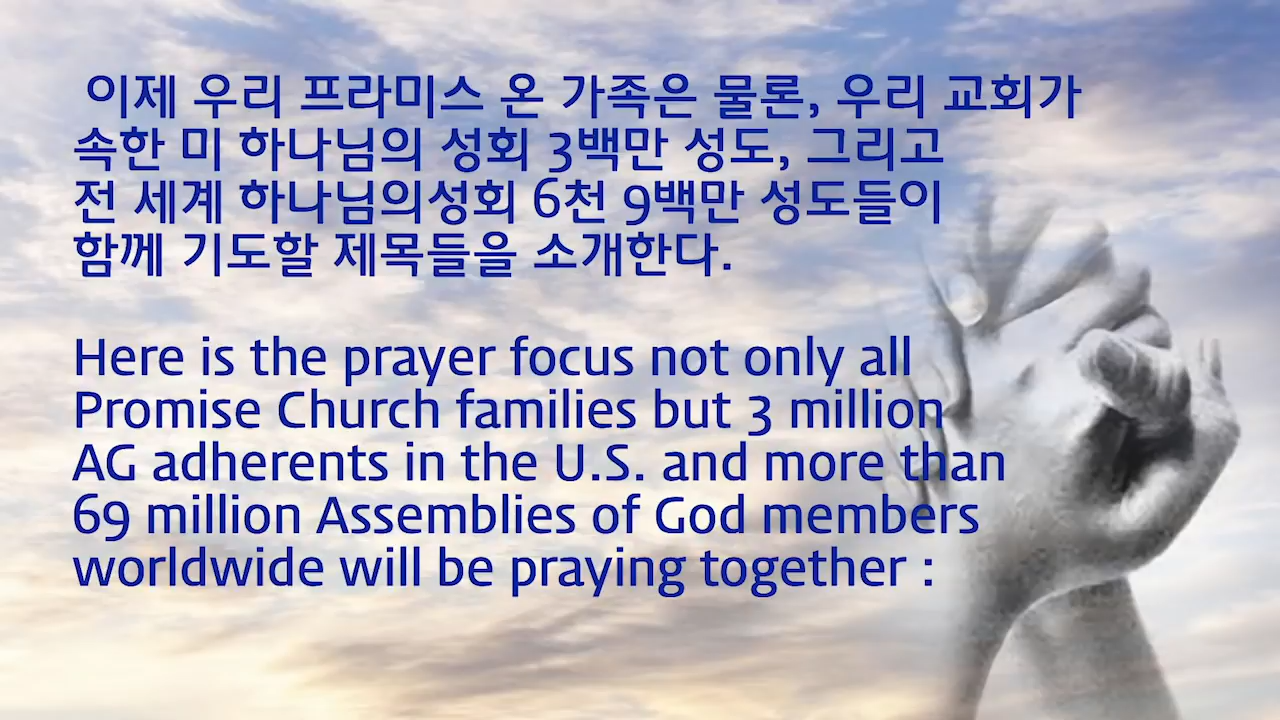 이제 우리 프라미스 온 가족은 물론, 우리 교회가
속한 미 하나님의 성회 3백만 성도, 그리고
전 세계 하나님의성회 6천 9백만 성도들이
함께 기도할 제목들을 소개한다.
Here is the prayer focus not only all
Promise Church families but 3 million
AG adherents in the U.S. and more than
69 million Assemblies of God members
worldwide will be praying together :